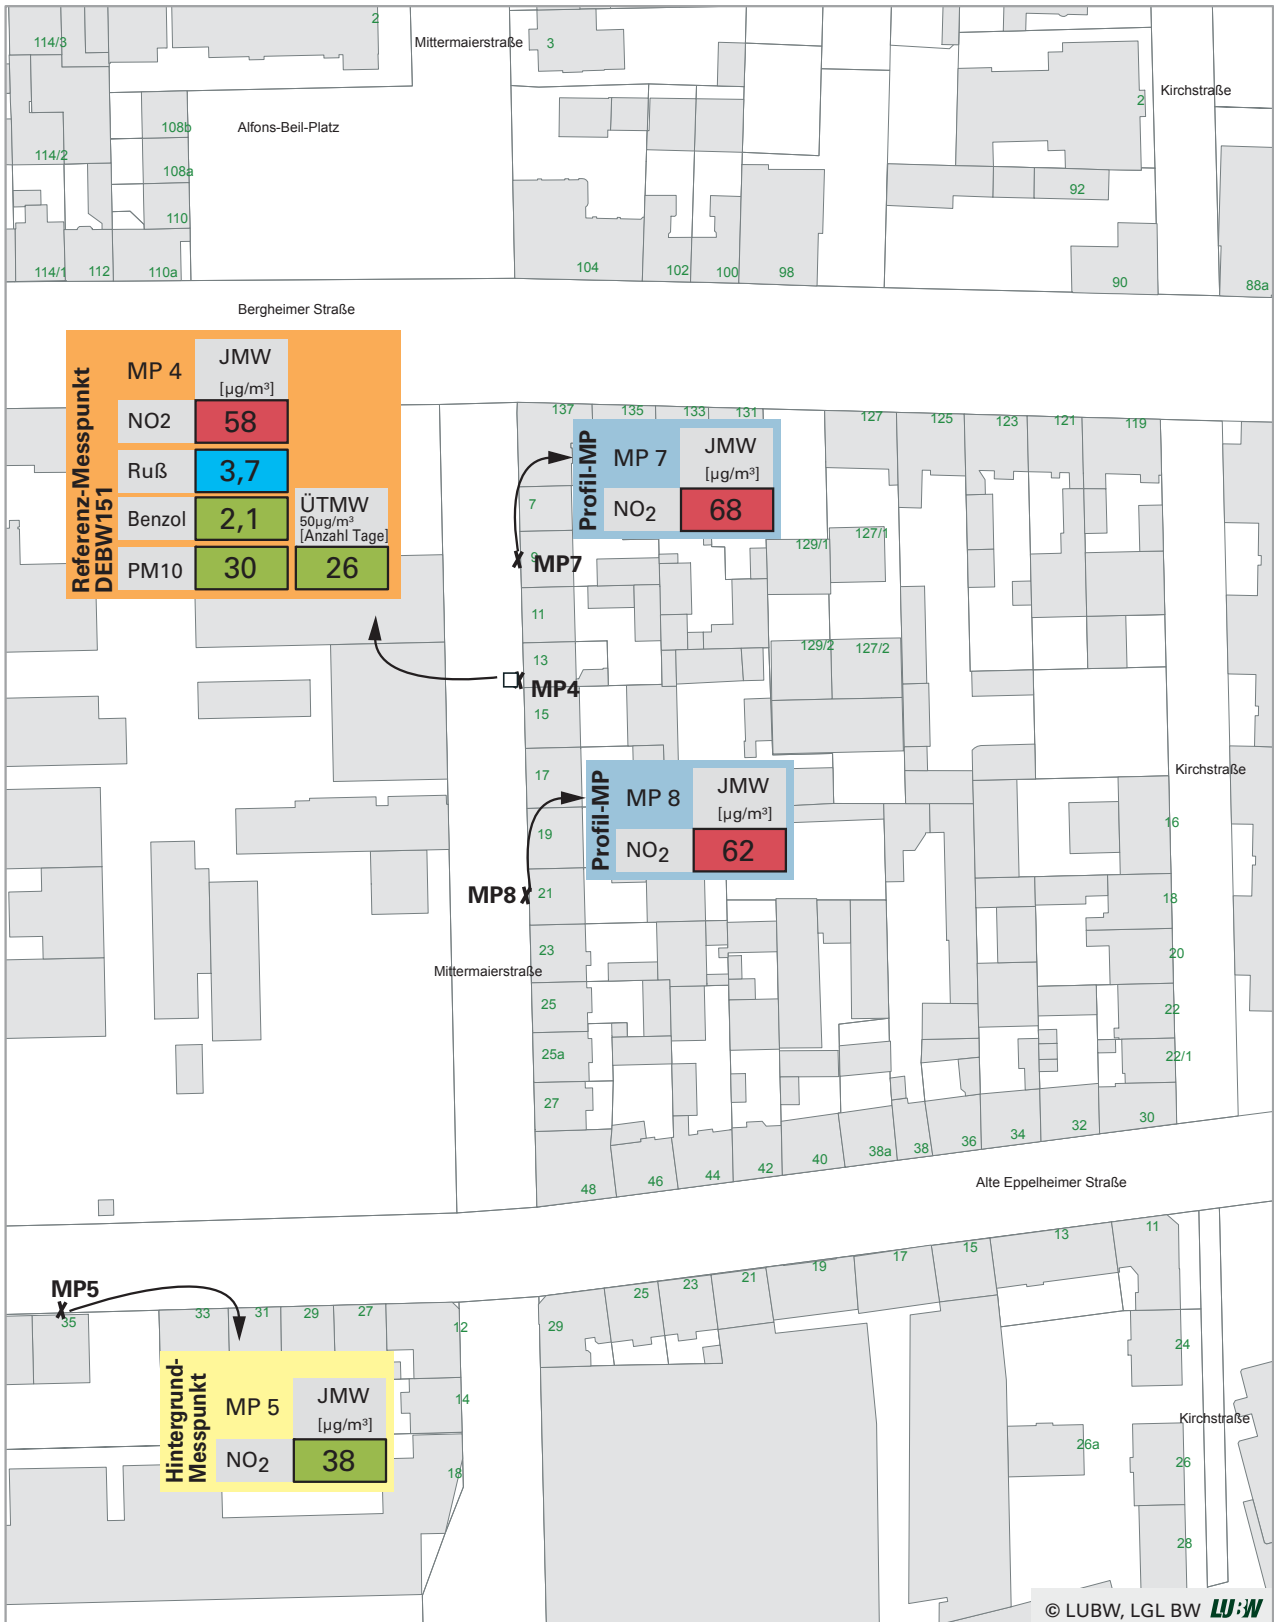 114/3
2
Mittermaierstraße
3
2
Kirchstraße
108b
Alfons-Beil-Platz
114/2
108a
92
110
114/1
112
110a
104
102
100
98
90
88a
Bergheimer Straße
Referenz-Messpunkt
DEBW151
MP 4
JMW
[µg/m³]
NO2
58
Ruß
3,7
Benzol
2,1
ÜTMW
50µg/m³
[Anzahl Tage]
PM10
30
26
137
135
133
131
127
125
123
121
119
Profil-MP
MP 7
JMW
[µg/m³]
NO2
68
7
9
MP7
129/1
127/1
11
13
MP4
129/2
127/2
15
17
Kirchstraße
Profil-MP
MP 8
JMW
[µg/m³]
NO2
62
19
16
MP8
21
18
23
20
Mittermaierstraße
25
22
25a
22/1
27
48
46
44
42
40
38a
38
36
34
32
30
Alte Eppelheimer Straße
MP5
35
33
31
29
27
12
29
25
23
21
19
17
15
13
11
24
Hintergrund-
Messpunkt
MP 5
JMW
[µg/m³]
NO2
38
14
18
Kirchstraße
26a
26
28
© LUBW, LGL BW LUBW